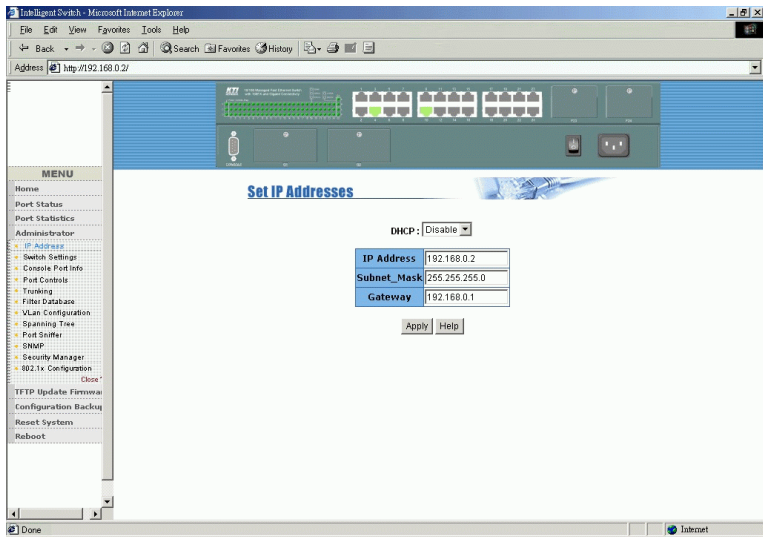 Intelligent Switch - Microsoft Internet Explorer
File Edit View Favorites Tools Help
Back Search Favorites History
Address http://192.168.0.2/
KTI
MENU
Home
Port Status
Port Statistics
Administrator
IP Address
Switch Settings
Console Port Info
Port Controls
Trunking
Filter Database
VLan Configuration
Spanning Tree
Port Sniffer
SNMP
Security Manager
802.1x Configuration
Close
TFTP Update Firmwa
Configuration Backup
Reset System
Reboot
Set IP Addresses
DHCP : Disable
IP Address 192.168.0.2
Subnet_Mask 255.255.255.0
Gateway 192.168.0.1
Apply Help
Done Internet